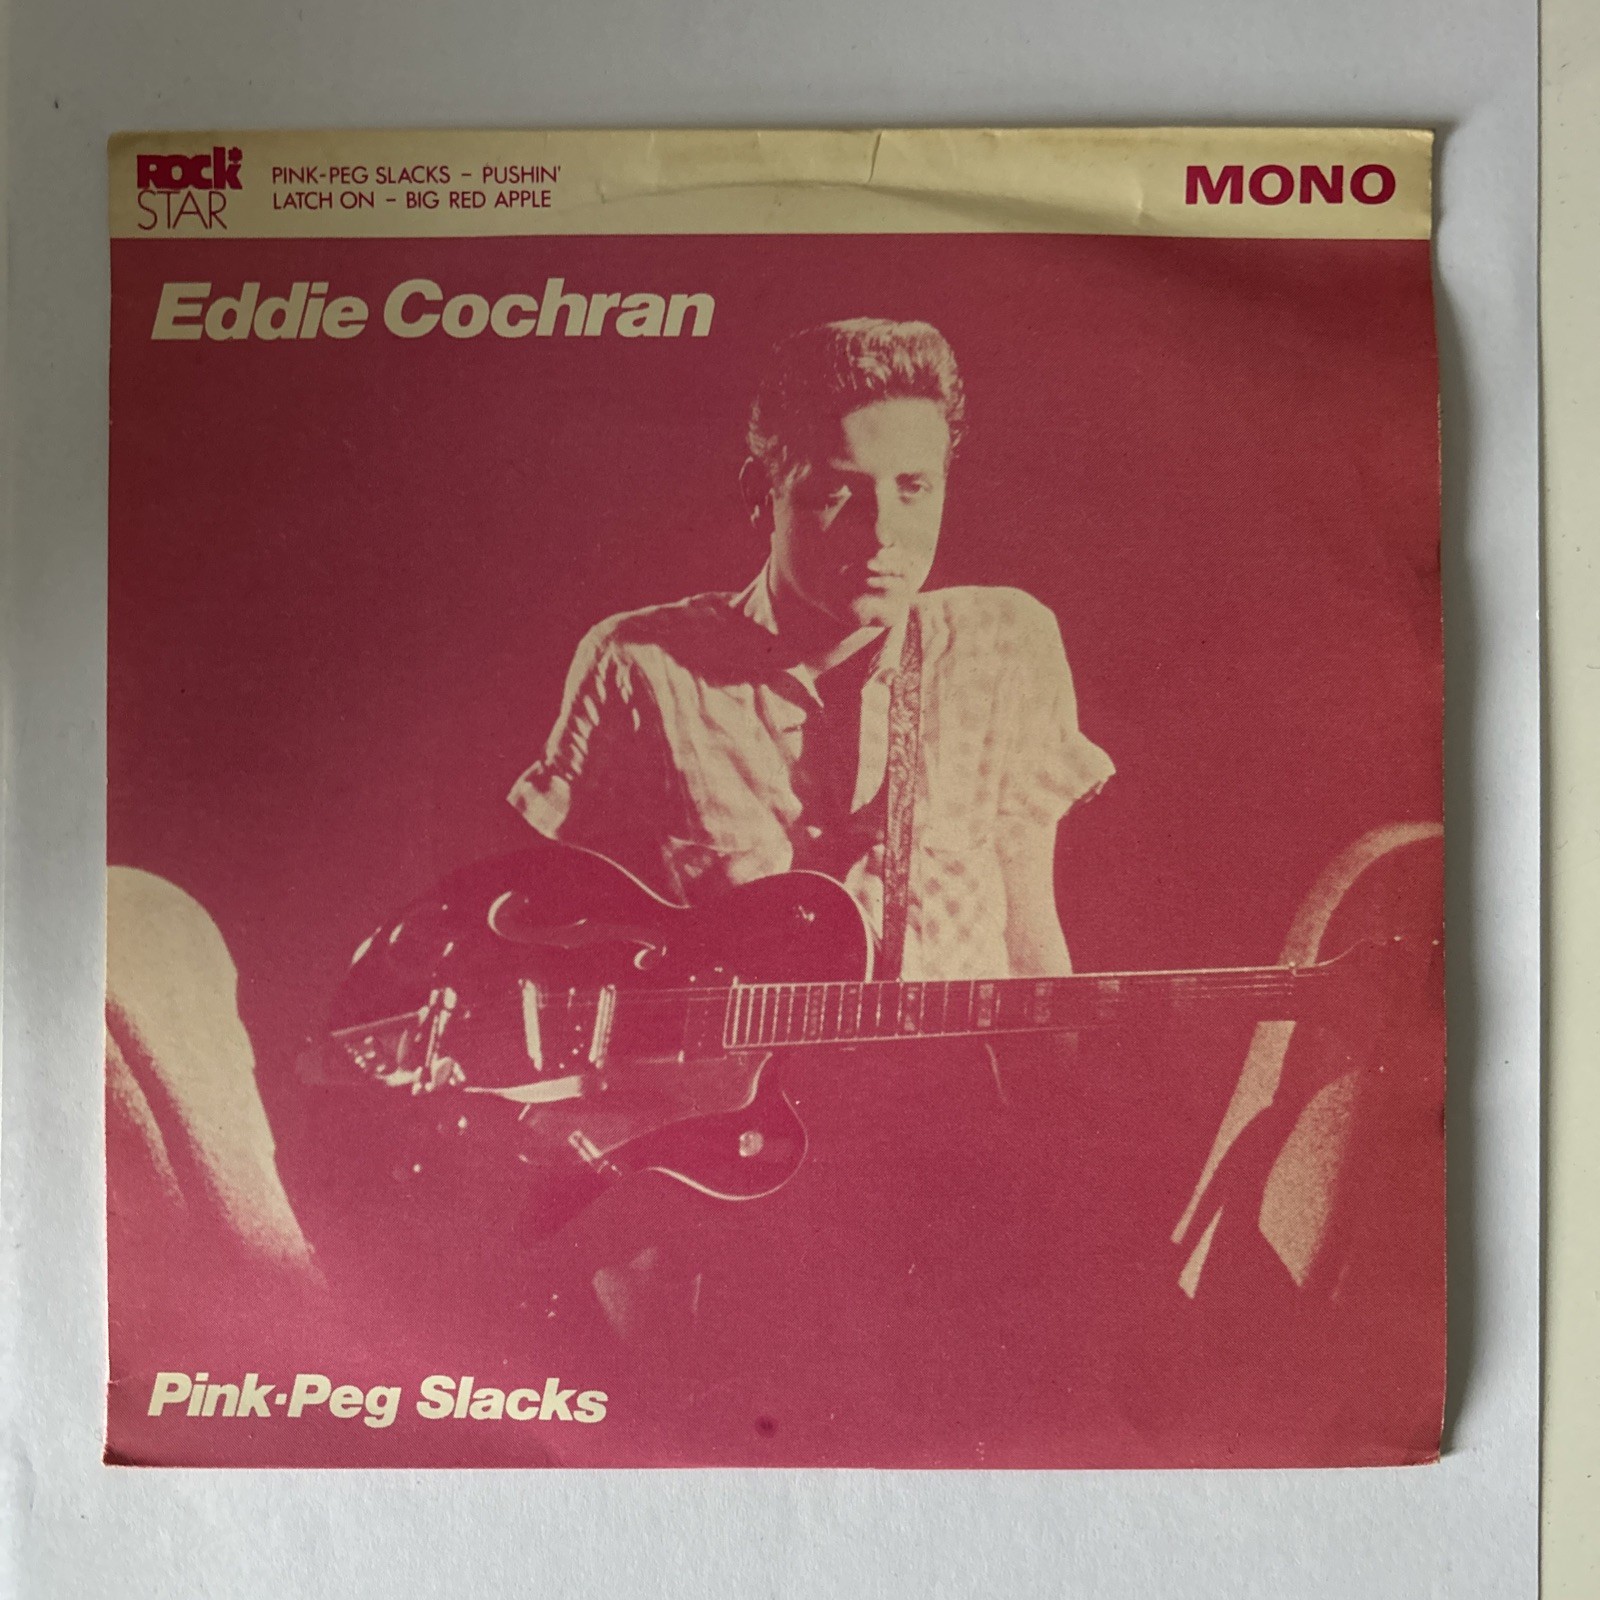 ROCK
STAR
PINK-PEG SLACKS – PUSHIN'
LATCH ON – BIG RED APPLE
MONO
Eddie Cochran
Pink-Peg Slacks